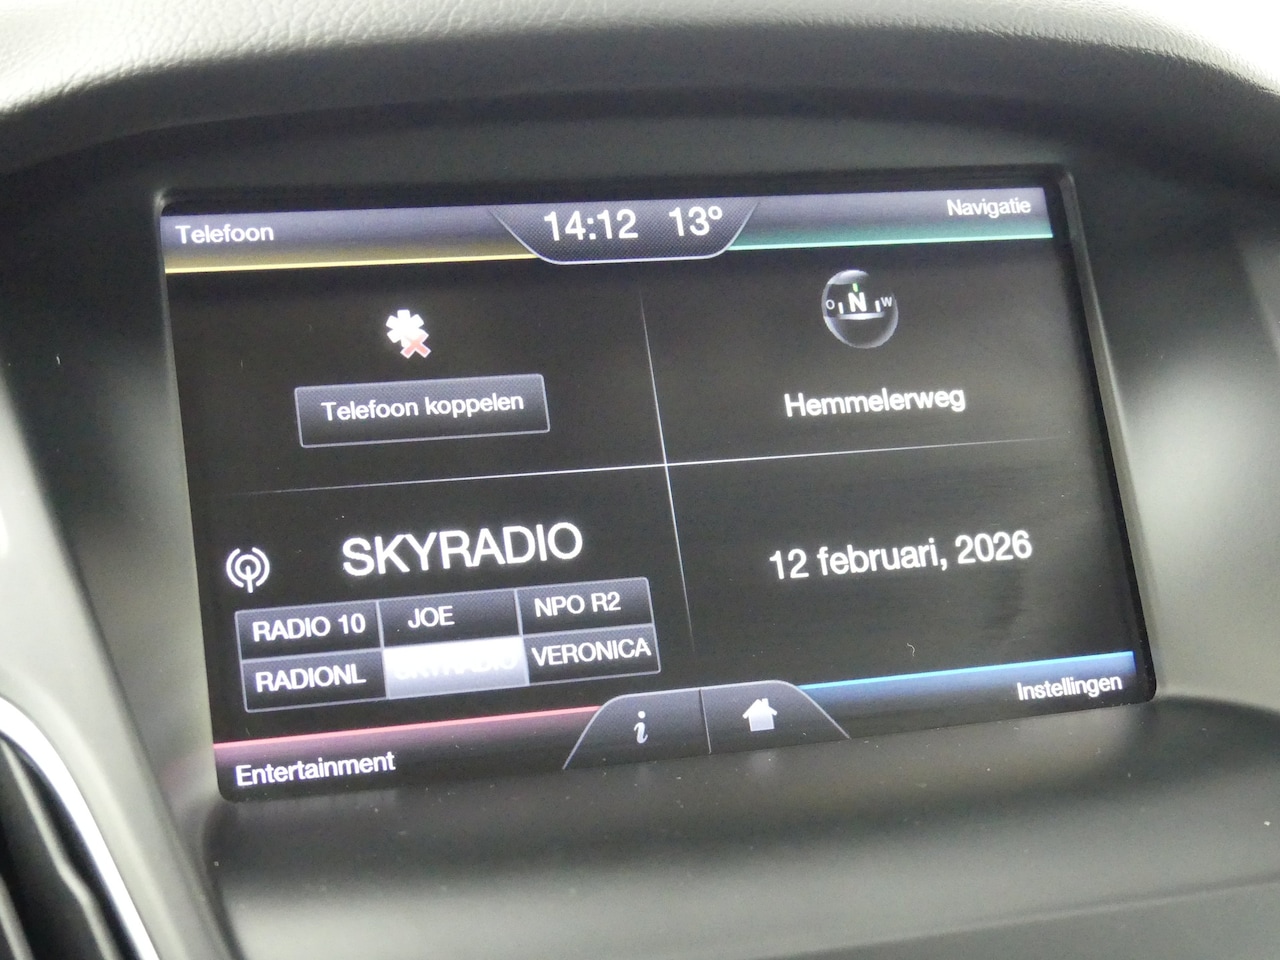 Telefoon
14:12 13°
Navigatie
O N W
Telefoon koppelen
Hemmelerweg
SKYRADIO
12 februari, 2026
RADIO 10 JOE NPO R2
RADIONL SKYRADIO VERONICA
i
Instellingen
Entertainment